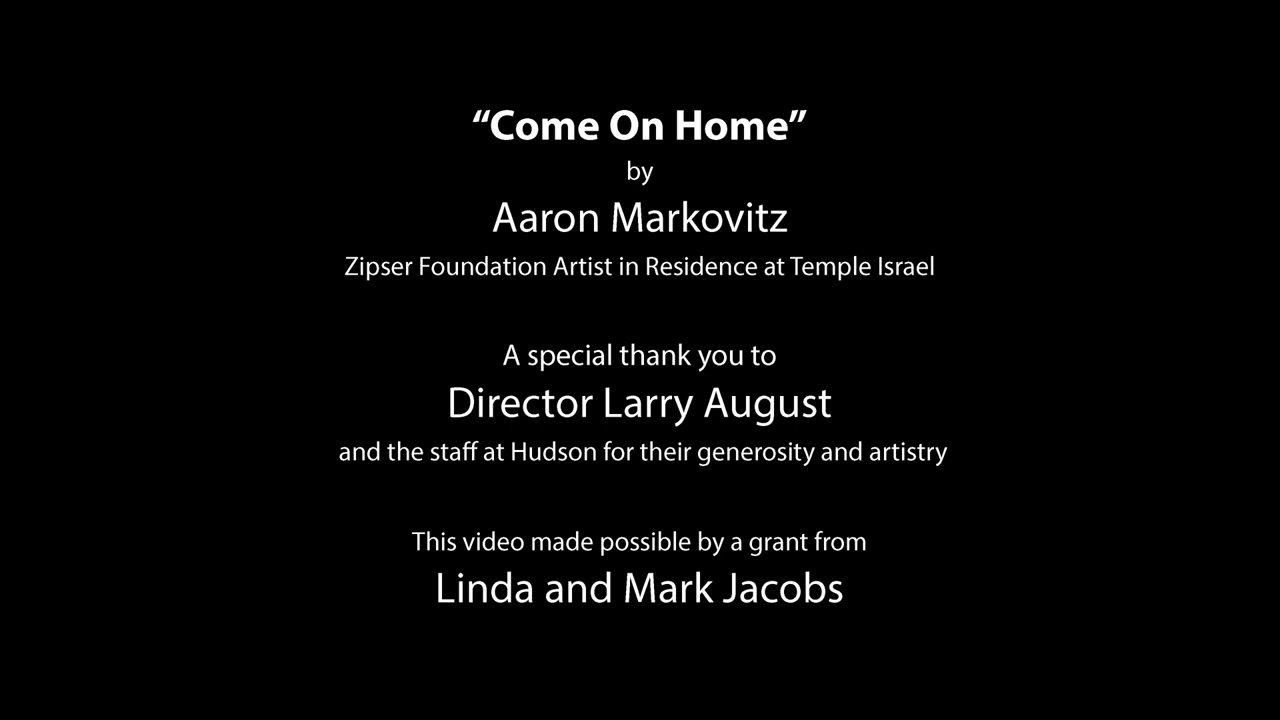 “Come On Home”
by
Aaron Markovitz
Zipser Foundation Artist in Residence at Temple Israel
A special thank you to
Director Larry August
and the staff at Hudson for their generosity and artistry
This video made possible by a grant from
Linda and Mark Jacobs